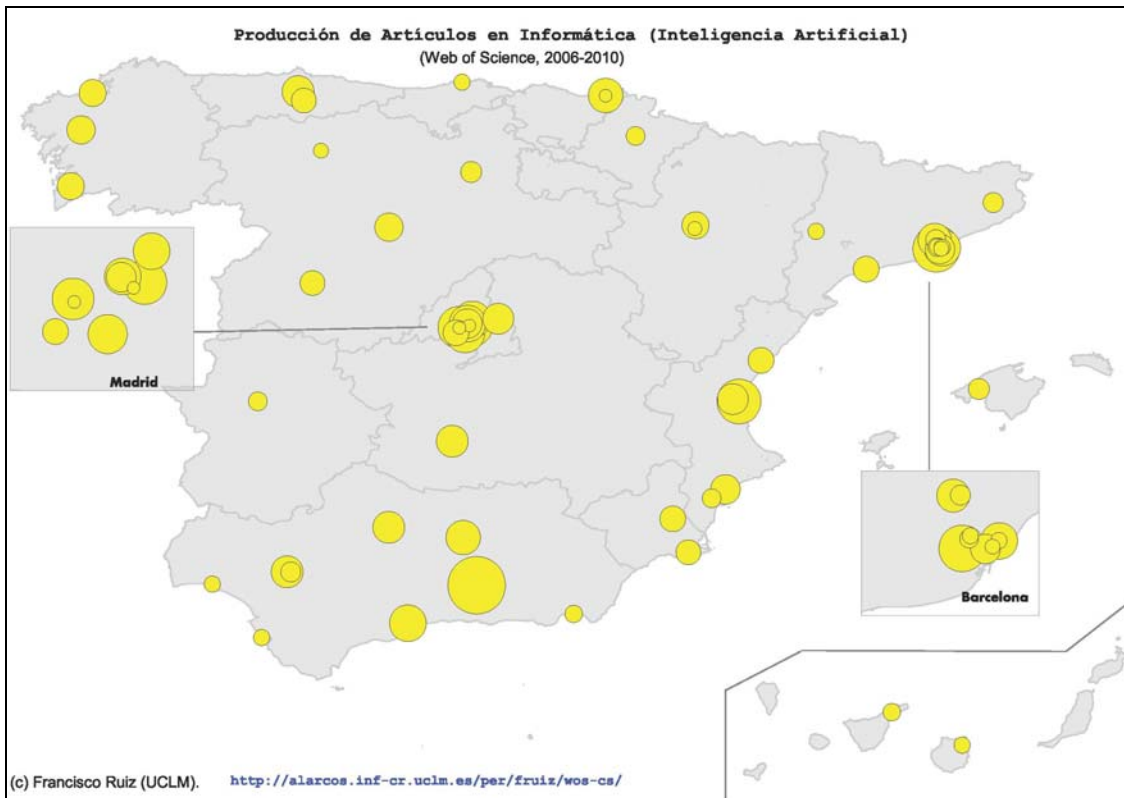 Producción de Artículos en Informática (Inteligencia Artificial)
(Web of Science, 2006-2010)
Madrid
Barcelona
(c) Francisco Ruiz (UCLM). http://alarcos.inf-cr.uclm.es/per/fruiz/wos-cs/